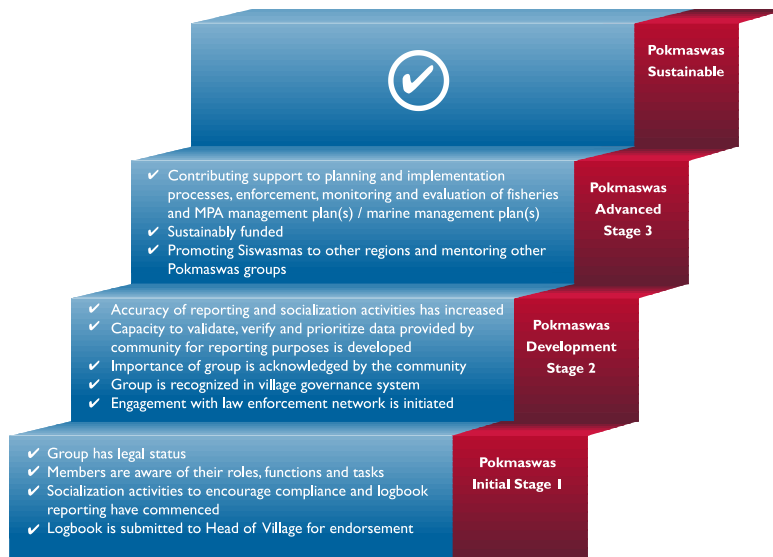 Pokmaswas
Sustainable
✔ Contributing support to planning and implementation
processes, enforcement, monitoring and evaluation of fisheries
and MPA management plan(s) / marine management plan(s)
✔ Sustainably funded
✔ Promoting Siswasmas to other regions and mentoring other
Pokmaswas groups
Pokmaswas
Advanced
Stage 3
✔ Accuracy of reporting and socialization activities has increased
✔ Capacity to validate, verify and prioritize data provided by
community for reporting purposes is developed
✔ Importance of group is acknowledged by the community
✔ Group is recognized in village governance system
✔ Engagement with law enforcement network is initiated
Pokmaswas
Development
Stage 2
✔ Group has legal status
✔ Members are aware of their roles, functions and tasks
✔ Socialization activities to encourage compliance and logbook
reporting have commenced
✔ Logbook is submitted to Head of Village for endorsement
Pokmaswas
Initial Stage 1